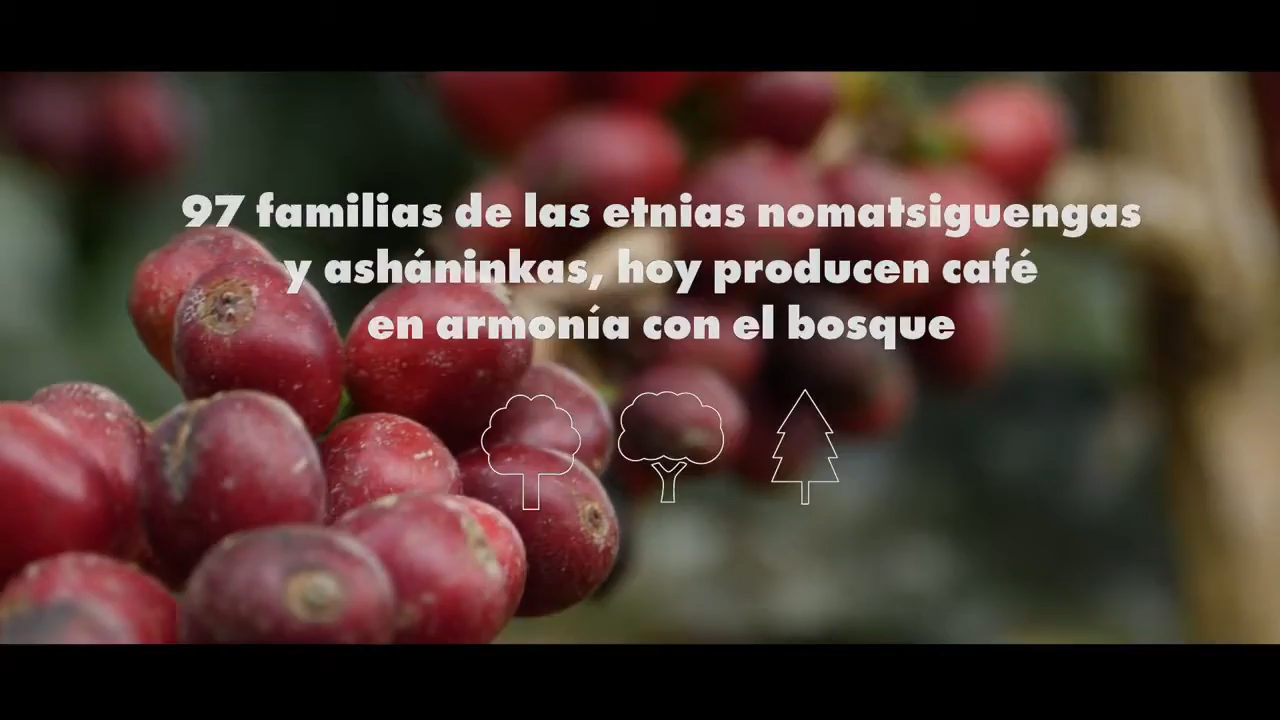 97 familias de las etnias nomatsiguengas
y asháninkas, hoy producen café
en armonía con el bosque